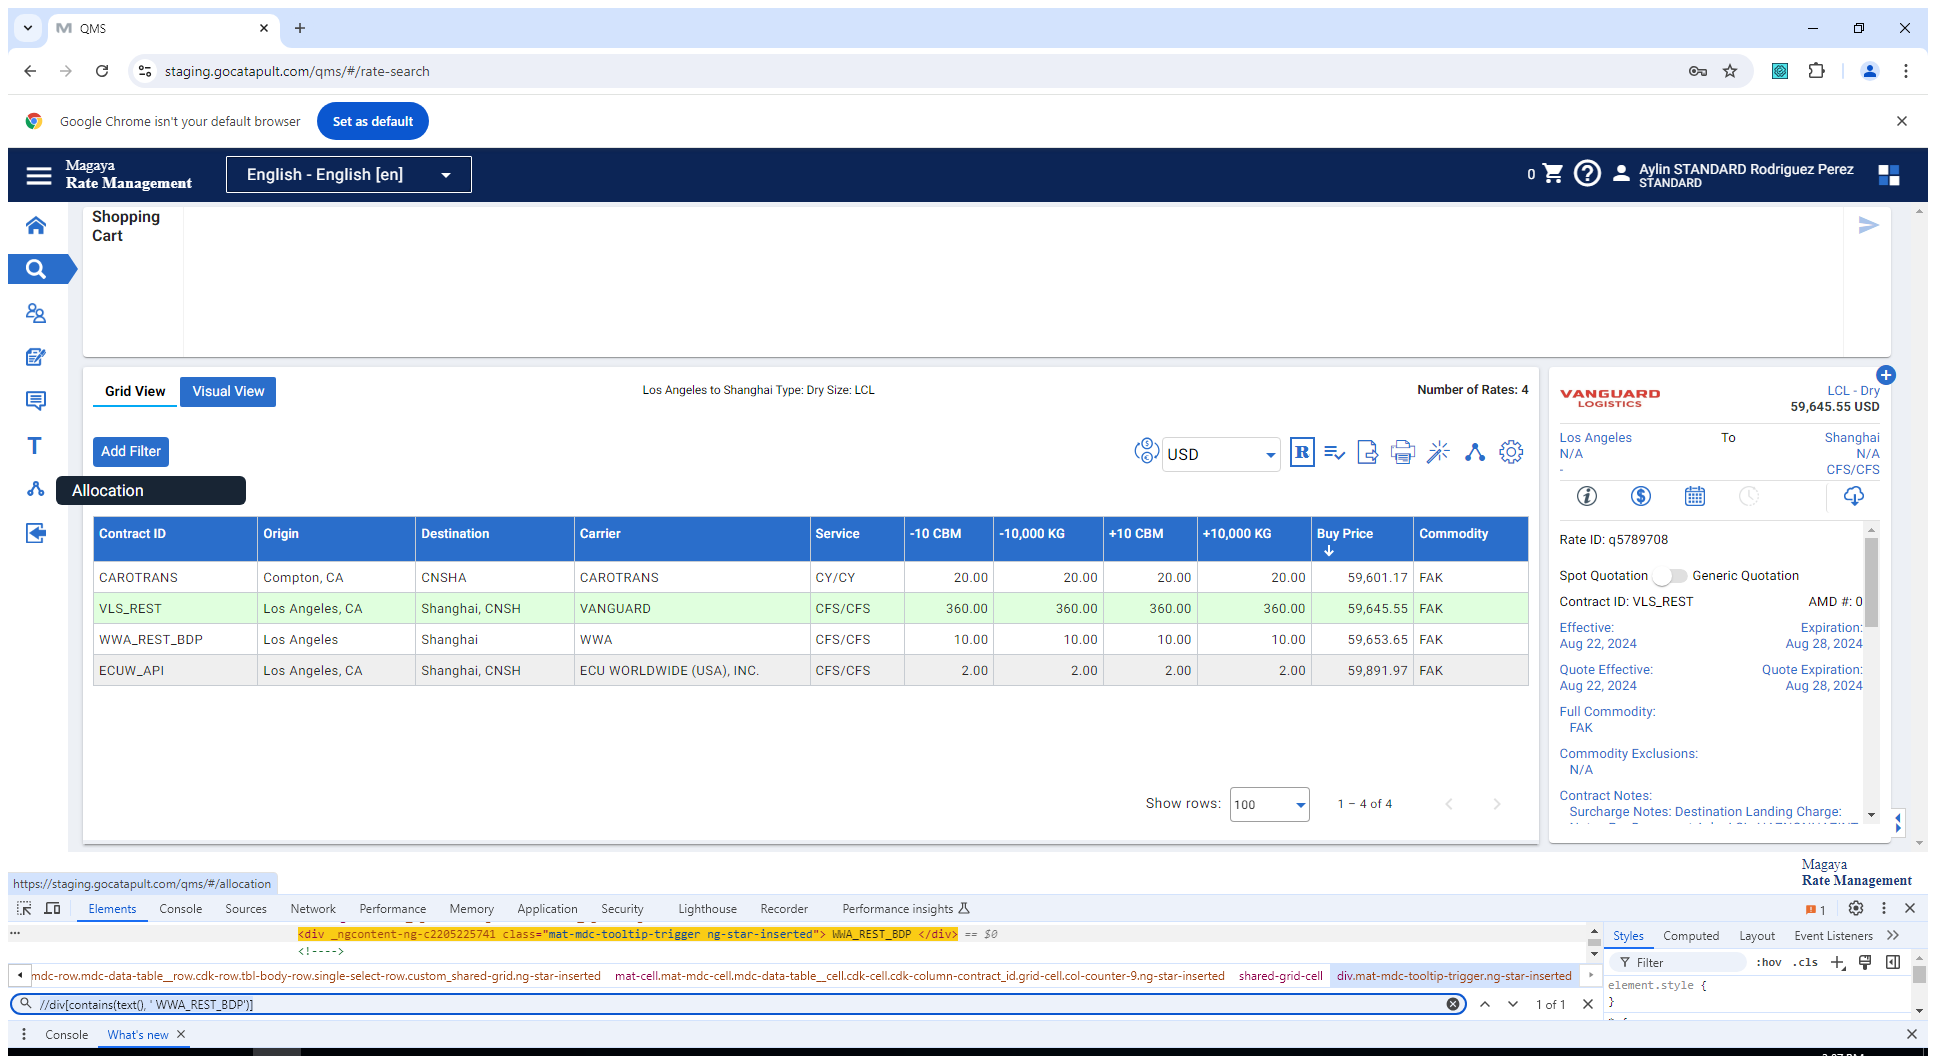 QMS
staging.gocatapult.com/qms/#/rate-search
Google Chrome isn't your default browser
Set as default
Magaya
Rate Management
English - English [en]
0
Aylin STANDARD Rodriguez Perez
STANDARD
Shopping
Cart
Grid View
Visual View
Los Angeles to Shanghai Type: Dry Size: LCL
Number of Rates: 4
Add Filter
USD
R
T
Allocation
Contract ID Origin Destination Carrier Service -10 CBM -10,000 KG +10 CBM +10,000 KG Buy Price Commodity
CAROTRANS Compton, CA CNSHA CAROTRANS CY/CY 20.00 20.00 20.00 20.00 59,601.17 FAK
VLS_REST Los Angeles, CA Shanghai, CNSH VANGUARD CFS/CFS 360.00 360.00 360.00 360.00 59,645.55 FAK
WWA_REST_BDP Los Angeles Shanghai WWA CFS/CFS 10.00 10.00 10.00 10.00 59,653.65 FAK
ECUW_API Los Angeles, CA Shanghai, CNSH ECU WORLDWIDE (USA), INC. CFS/CFS 2.00 2.00 2.00 2.00 59,891.97 FAK
Show rows: 100 1 – 4 of 4
VANGUARD
LOGISTICS
LCL - Dry
59,645.55 USD
Los Angeles To Shanghai
N/A N/A
- CFS/CFS
Rate ID: q5789708
Spot Quotation Generic Quotation
Contract ID: VLS_REST AMD #: 0
Effective: Expiration:
Aug 22, 2024 Aug 28, 2024
Quote Effective: Quote Expiration:
Aug 22, 2024 Aug 28, 2024
Full Commodity:
FAK
Commodity Exclusions:
N/A
Contract Notes:
Surcharge Notes: Destination Landing Charge:
Magaya
Rate Management
https://staging.gocatapult.com/qms/#/allocation
Elements Console Sources Network Performance Memory Application Security Lighthouse Recorder Performance insights 1
... <div _ngcontent-ng-c2205225741 class="mat-mdc-tooltip-trigger ng-star-inserted"> WWA_REST_BDP </div> == $0
<!---->
mdc-row.mdc-data-table__row.cdk-row.tbl-body-row.single-select-row.custom_shared-grid.ng-star-inserted mat-cell.mat-mdc-cell.mdc-data-table__cell.cdk-cell.cdk-column-contract_id.grid-cell.col-counter-9.ng-star-inserted shared-grid-cell div.mat-mdc-tooltip-trigger.ng-star-inserted
//div[contains(text(), ' WWA_REST_BDP')]
1 of 1
Styles Computed Layout Event Listeners
Filter :hov .cls
element.style {
}
Console What's new